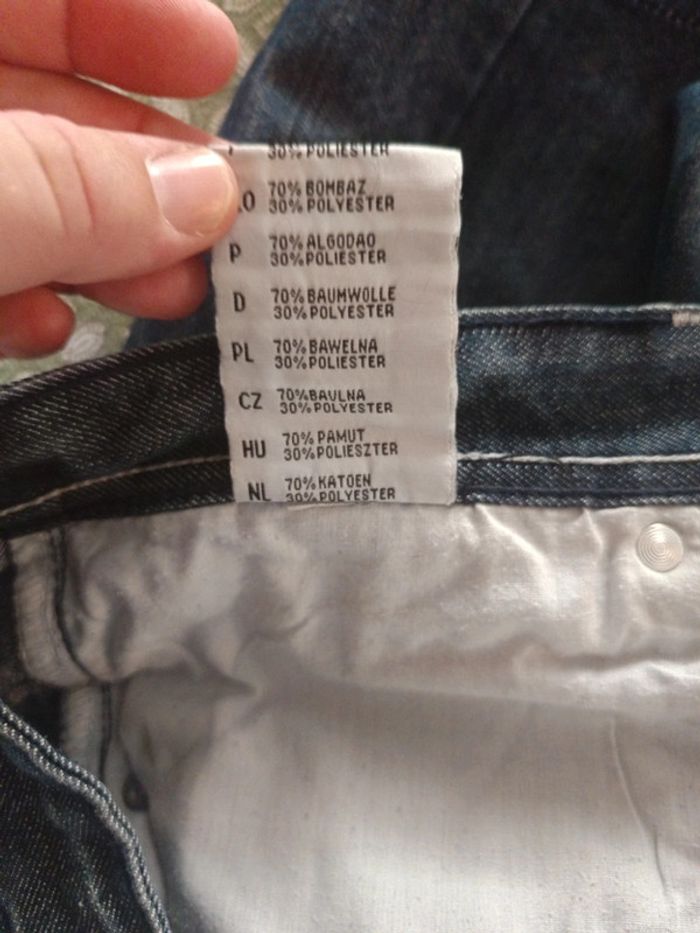 30% POLIESTER
70% BOMBAZ
O 30% POLYESTER
P 70% ALGODAO
30% POLIESTER
D 70% BAUMWOLLE
30% POLYESTER
PL 70% BAWELNA
30% POLIESTER
CZ 70% BAULNA
30% POLYESTER
HU 70% PAMUT
30% POLIESZTER
NL 70% KATOEN
30% POLYESTER